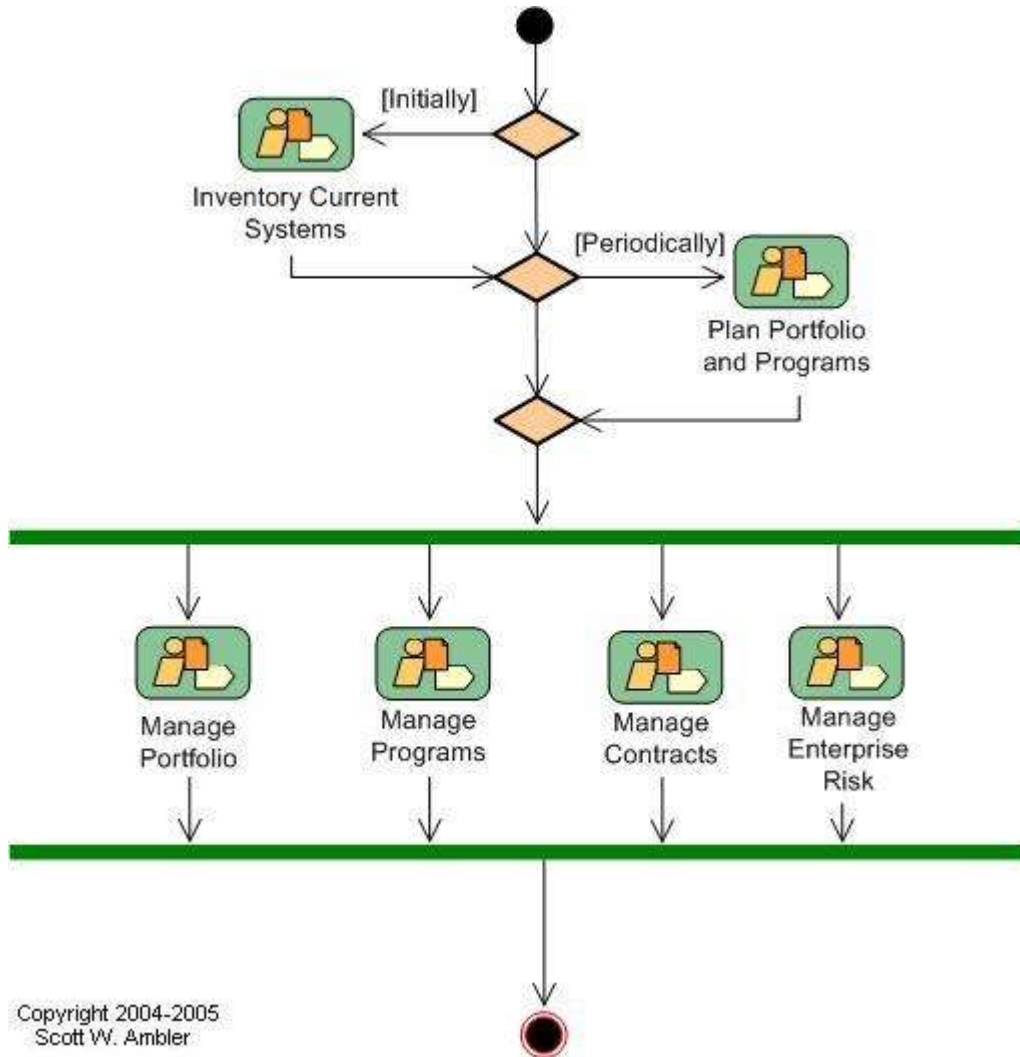 [Initially]
Inventory Current
Systems
[Periodically]
Plan Portfolio
and Programs
Manage
Portfolio
Manage
Programs
Manage
Contracts
Manage
Enterprise
Risk
Copyright 2004-2005
Scott W. Ambler